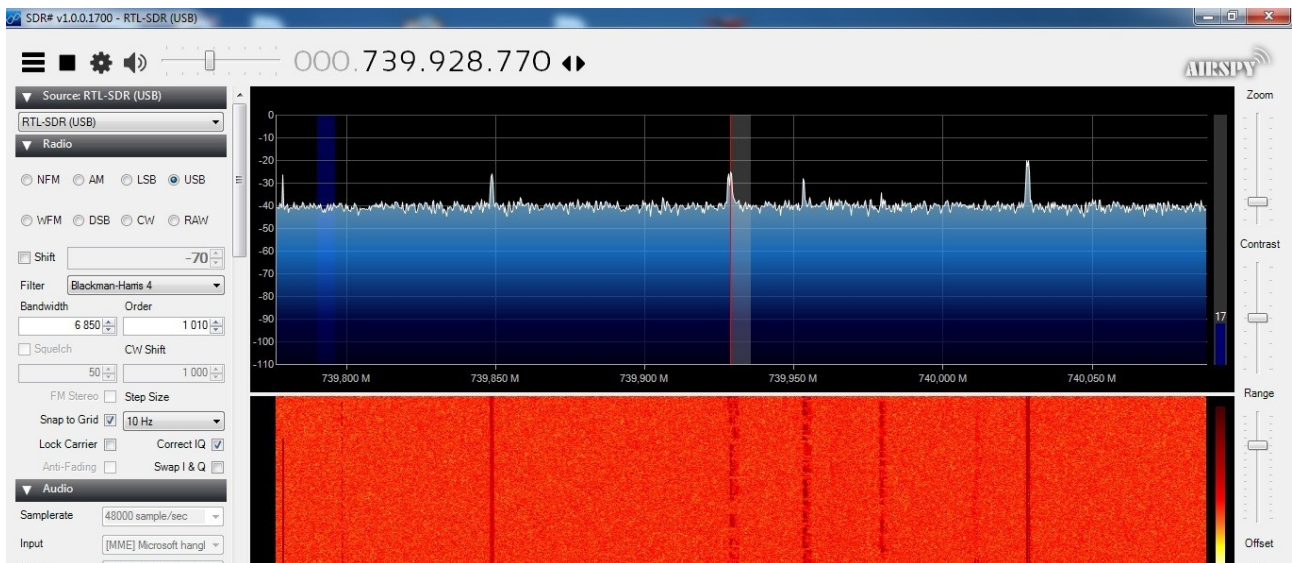 SDR# v1.0.0.1700 - RTL-SDR (USB)
000.739.928.770
AIRSPY
Source: RTL-SDR (USB)
RTL-SDR (USB)
Radio
NFM AM LSB USB
WFM DSB CW RAW
Shift -70
Filter Blackman-Harris 4
Bandwidth Order
6 850 1 010
Squelch CW Shift
50 1 000
FM Stereo Step Size
Snap to Grid 10 Hz
Lock Carrier Correct IQ
Anti-Fading Swap I & Q
Audio
Samplerate 48000 sample/sec
Input [MME] Microsoft hangl
0
-10
-20
-30
-40
-50
-60
-70
-80
-90
-100
-110
739,800 M 739,850 M 739,900 M 739,950 M 740,000 M 740,050 M
17
Zoom
Contrast
Range
Offset